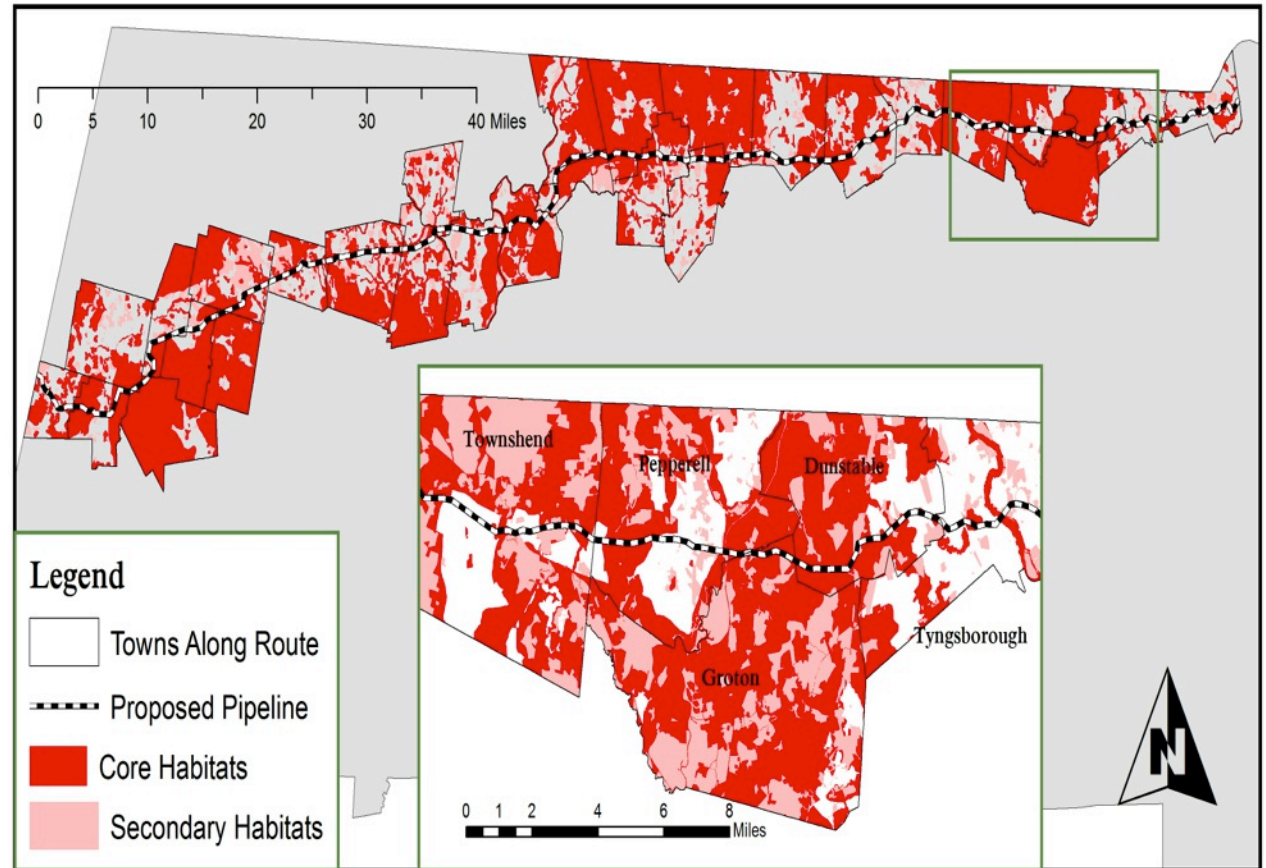 0 5 10 20 30 40 Miles
Townshend
Pepperell
Dunstable
Tyngsborough
Groton
0 1 2 4 6 8 Miles
Legend
Towns Along Route
Proposed Pipeline
Core Habitats
Secondary Habitats
N